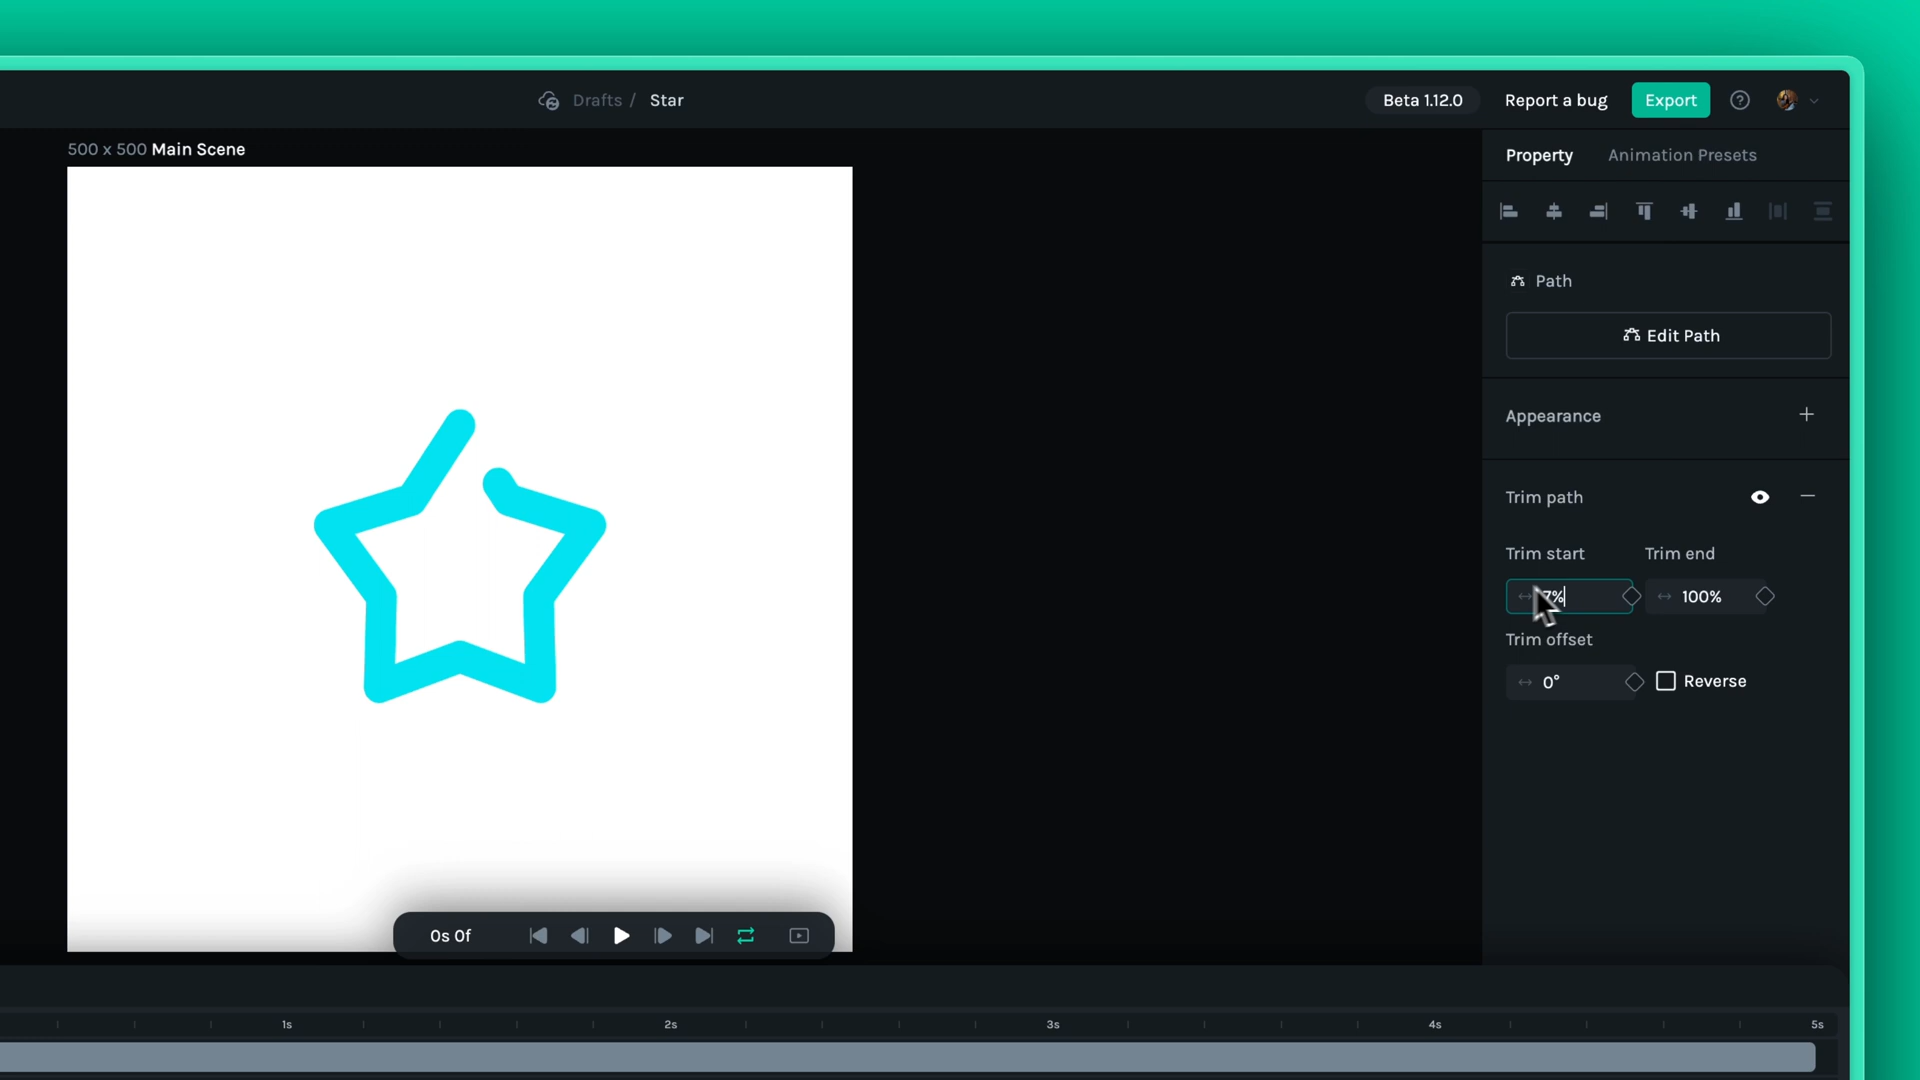 Drafts / Star
Beta 1.12.0
Report a bug
Export
500 x 500 Main Scene
Property
Animation Presets
Path
Edit Path
Appearance
Trim path
Trim start
Trim end
7%
100%
Trim offset
0°
Reverse
0s 0f
1s
2s
3s
4s
5s